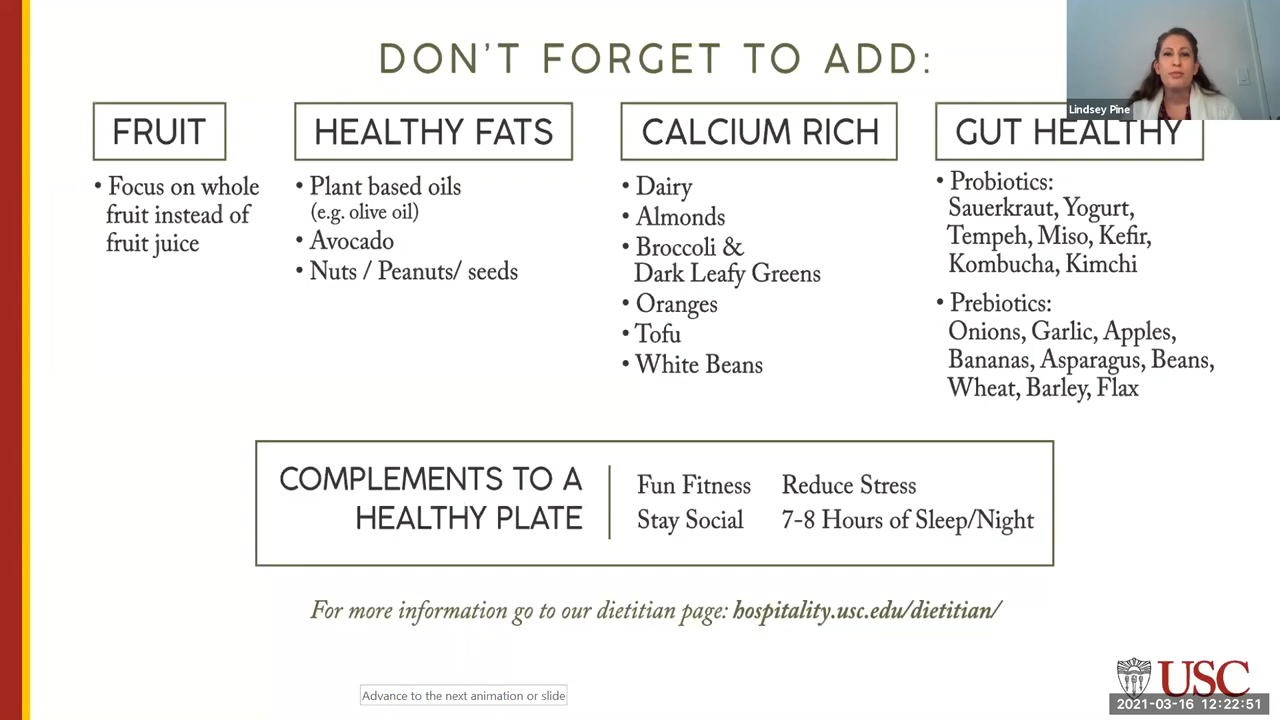 DON'T FORGET TO ADD:
Lindsey Pine
FRUIT
• Focus on whole
fruit instead of
fruit juice
HEALTHY FATS
• Plant based oils
(e.g. olive oil)
• Avocado
• Nuts / Peanuts/ seeds
CALCIUM RICH
• Dairy
• Almonds
• Broccoli &
Dark Leafy Greens
• Oranges
• Tofu
• White Beans
GUT HEALTHY
• Probiotics:
Sauerkraut, Yogurt,
Tempeh, Miso, Kefir,
Kombucha, Kimchi
• Prebiotics:
Onions, Garlic, Apples,
Bananas, Asparagus, Beans,
Wheat, Barley, Flax
COMPLEMENTS TO A
HEALTHY PLATE
Fun Fitness
Stay Social
Reduce Stress
7-8 Hours of Sleep/Night
For more information go to our dietitian page: hospitality.usc.edu/dietitian/
Advance to the next animation or slide
USC
2021-03-16 12:22:51